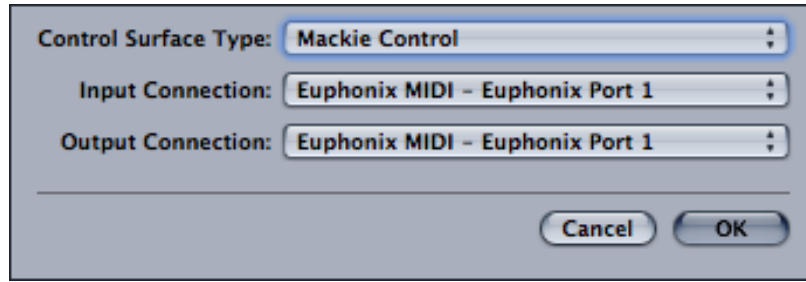 Control Surface Type: Mackie Control
Input Connection: Euphonix MIDI – Euphonix Port 1
Output Connection: Euphonix MIDI – Euphonix Port 1
Cancel OK